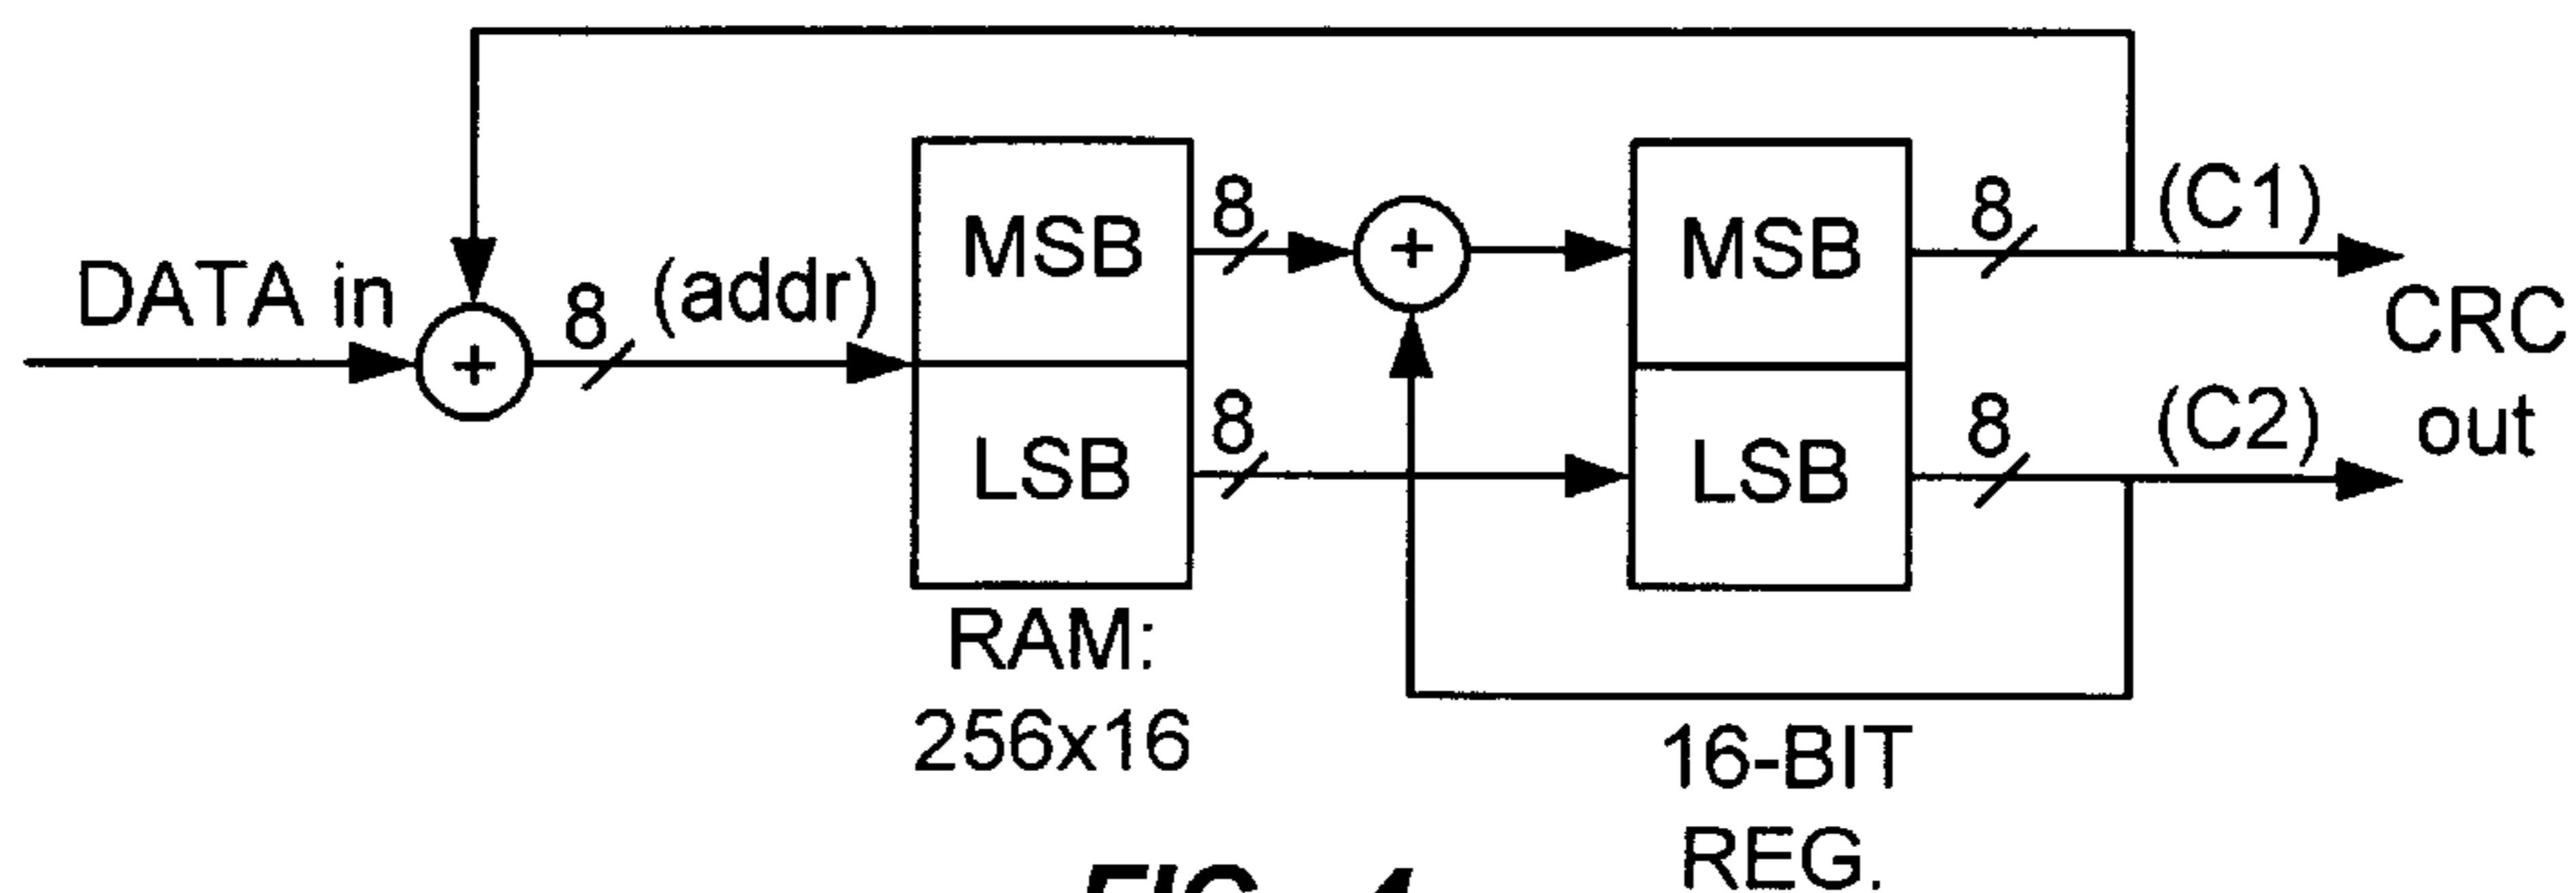 DATA in
8
(addr)
MSB
LSB
8
8
RAM:
256x16
+
+
MSB
LSB
16-BIT
REG.
8
(C1)
8
(C2)
CRC
out